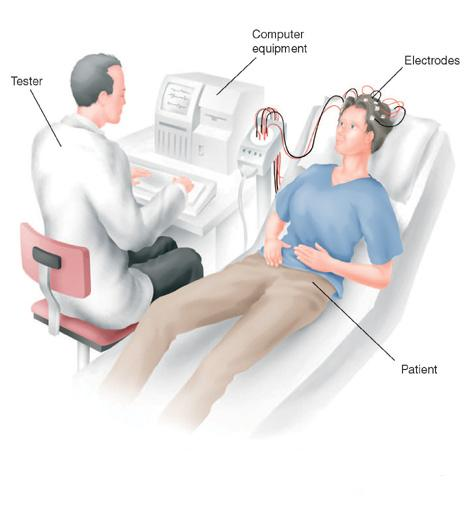 Computer
equipment
Electrodes
Tester
Patient